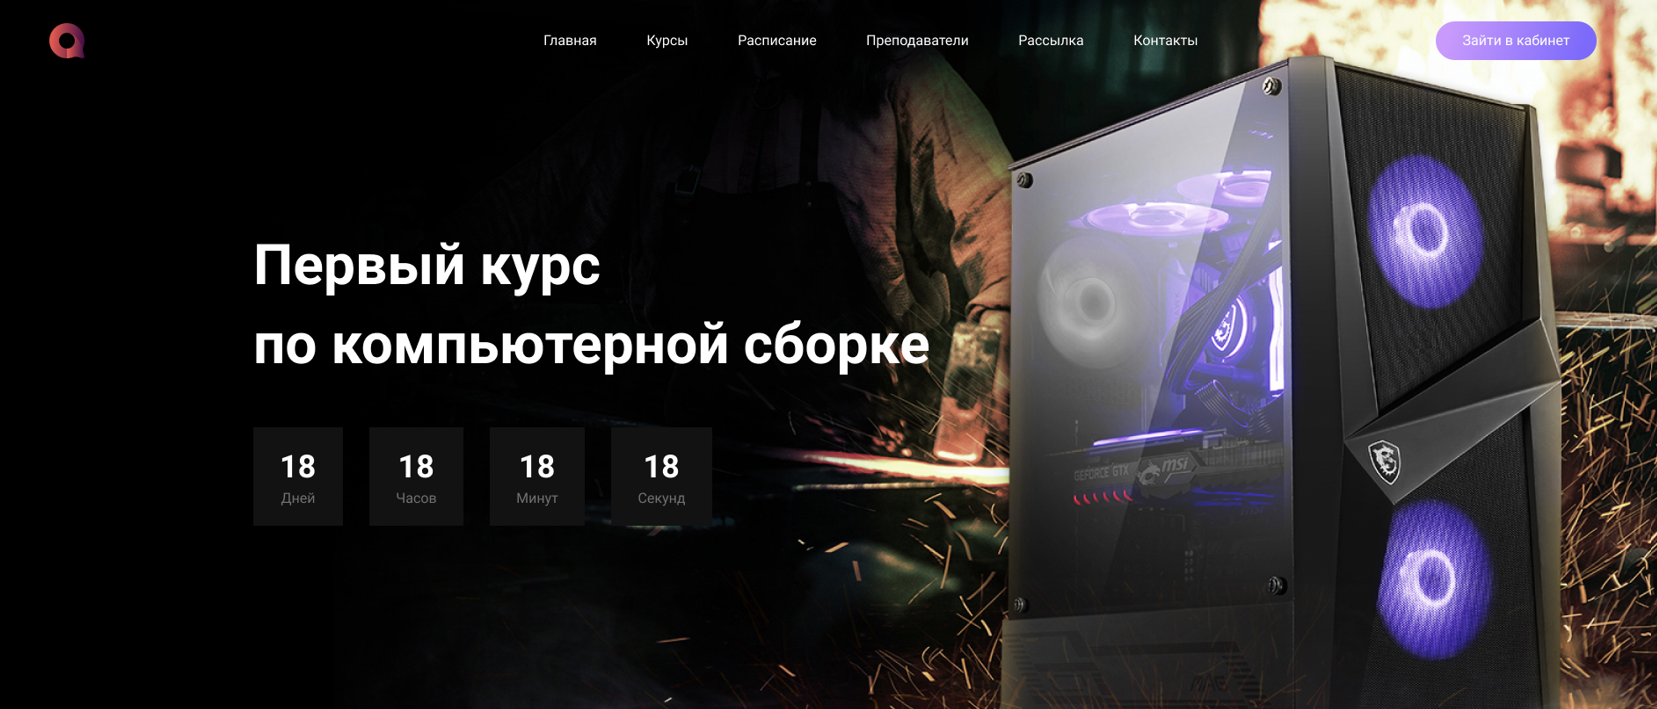 Главная Курсы Расписание Преподаватели Рассылка Контакты Зайти в кабинет
Первый курс
по компьютерной сборке
18 18 18 18
Дней Часов Минут Секунд
GEFORCE GTX msi